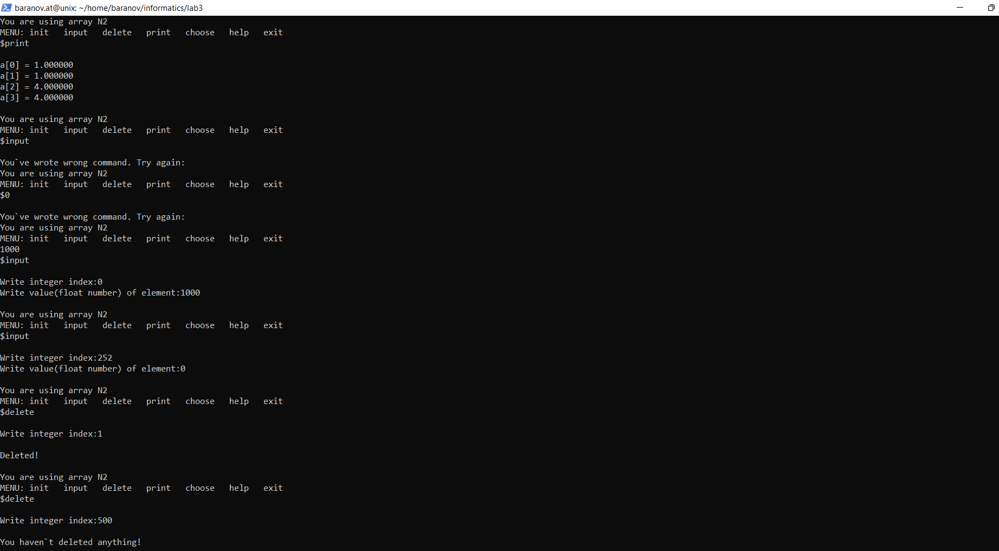 baranov.at@unix: ~/home/baranov/informatics/lab3
You are using array N2
MENU: init   input   delete   print   choose   help   exit
$print
a[0] = 1.000000
a[1] = 1.000000
a[2] = 4.000000
a[3] = 4.000000
You are using array N2
MENU: init   input   delete   print   choose   help   exit
$input
You`ve wrote wrong command. Try again:
You are using array N2
MENU: init   input   delete   print   choose   help   exit
$0
You`ve wrote wrong command. Try again:
You are using array N2
MENU: init   input   delete   print   choose   help   exit
1000
$input
Write integer index:0
Write value(float number) of element:1000
You are using array N2
MENU: init   input   delete   print   choose   help   exit
$input
Write integer index:252
Write value(float number) of element:0
You are using array N2
MENU: init   input   delete   print   choose   help   exit
$delete
Write integer index:1
Deleted!
You are using array N2
MENU: init   input   delete   print   choose   help   exit
$delete
Write integer index:500
You haven`t deleted anything!